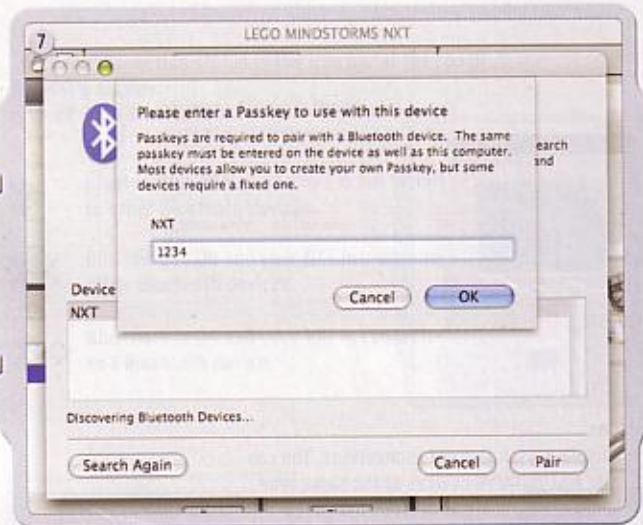 7
LEGO MINDSTORMS NXT
Please enter a Passkey to use with this device
Passkeys are required to pair with a Bluetooth device. The same
passkey must be entered on the device as well as this computer.
Most devices allow you to create your own Passkey, but some
devices require a fixed one.
earch
and
NXT
1234
Cancel OK
Device
NXT
Discovering Bluetooth Devices...
Search Again Cancel Pair